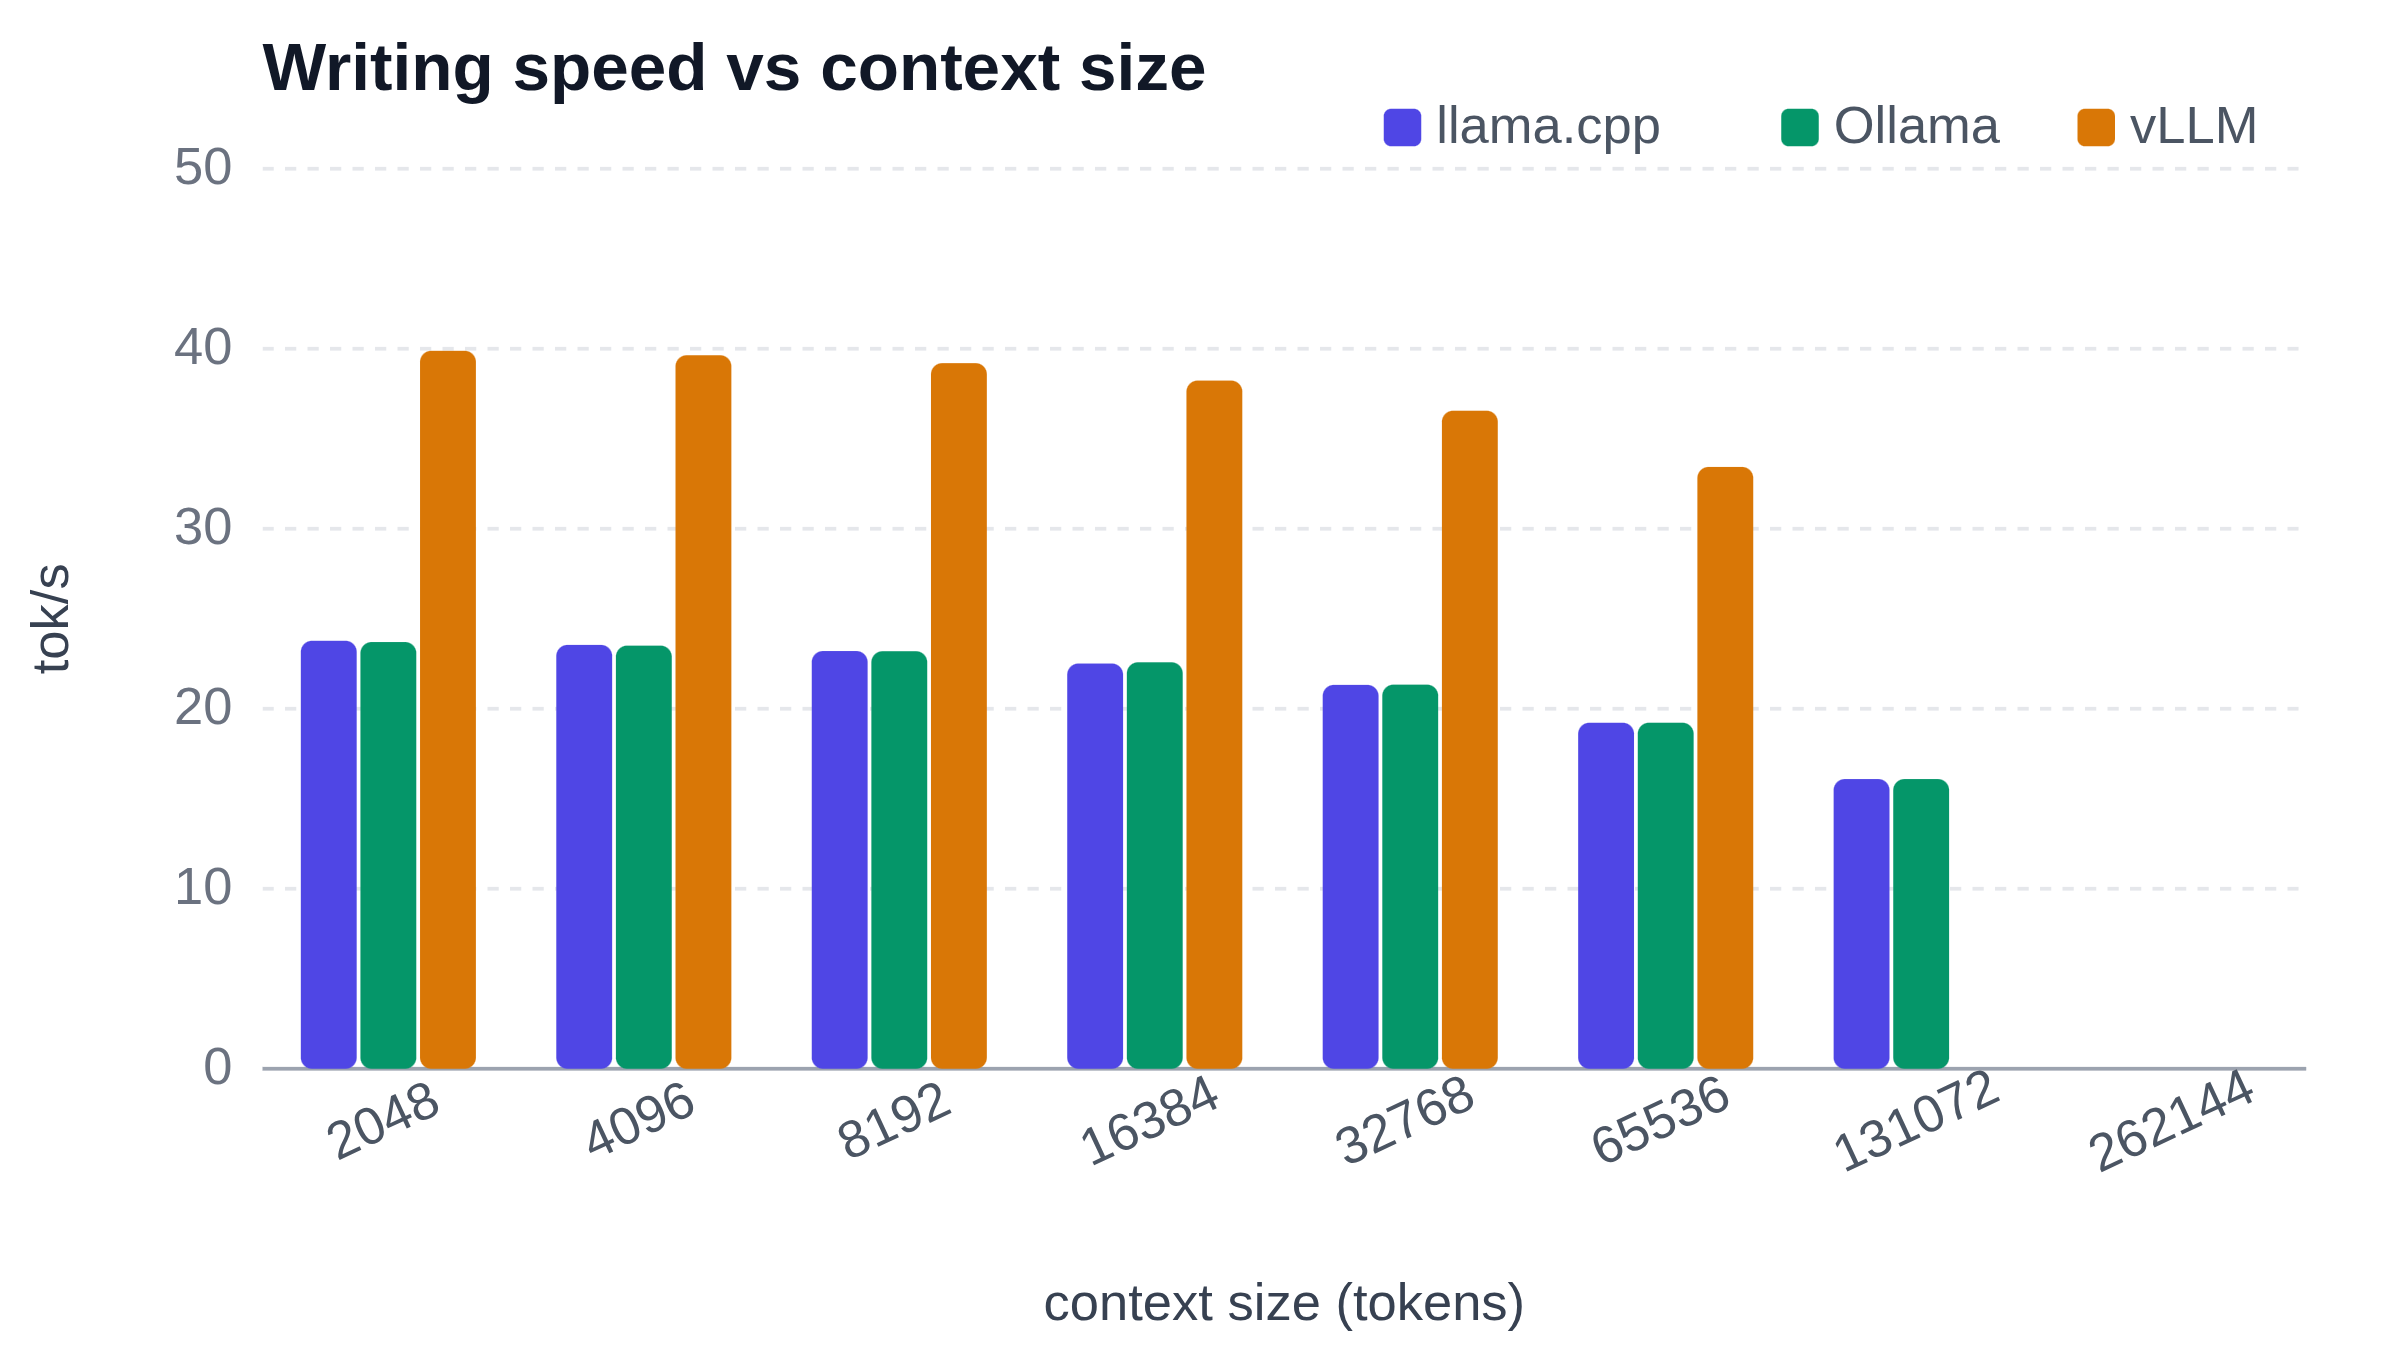 Writing speed vs context size
llama.cpp Ollama vLLM
50
40
30
20
10
0
tok/s
2048 4096 8192 16384 32768 65536 131072 262144
context size (tokens)